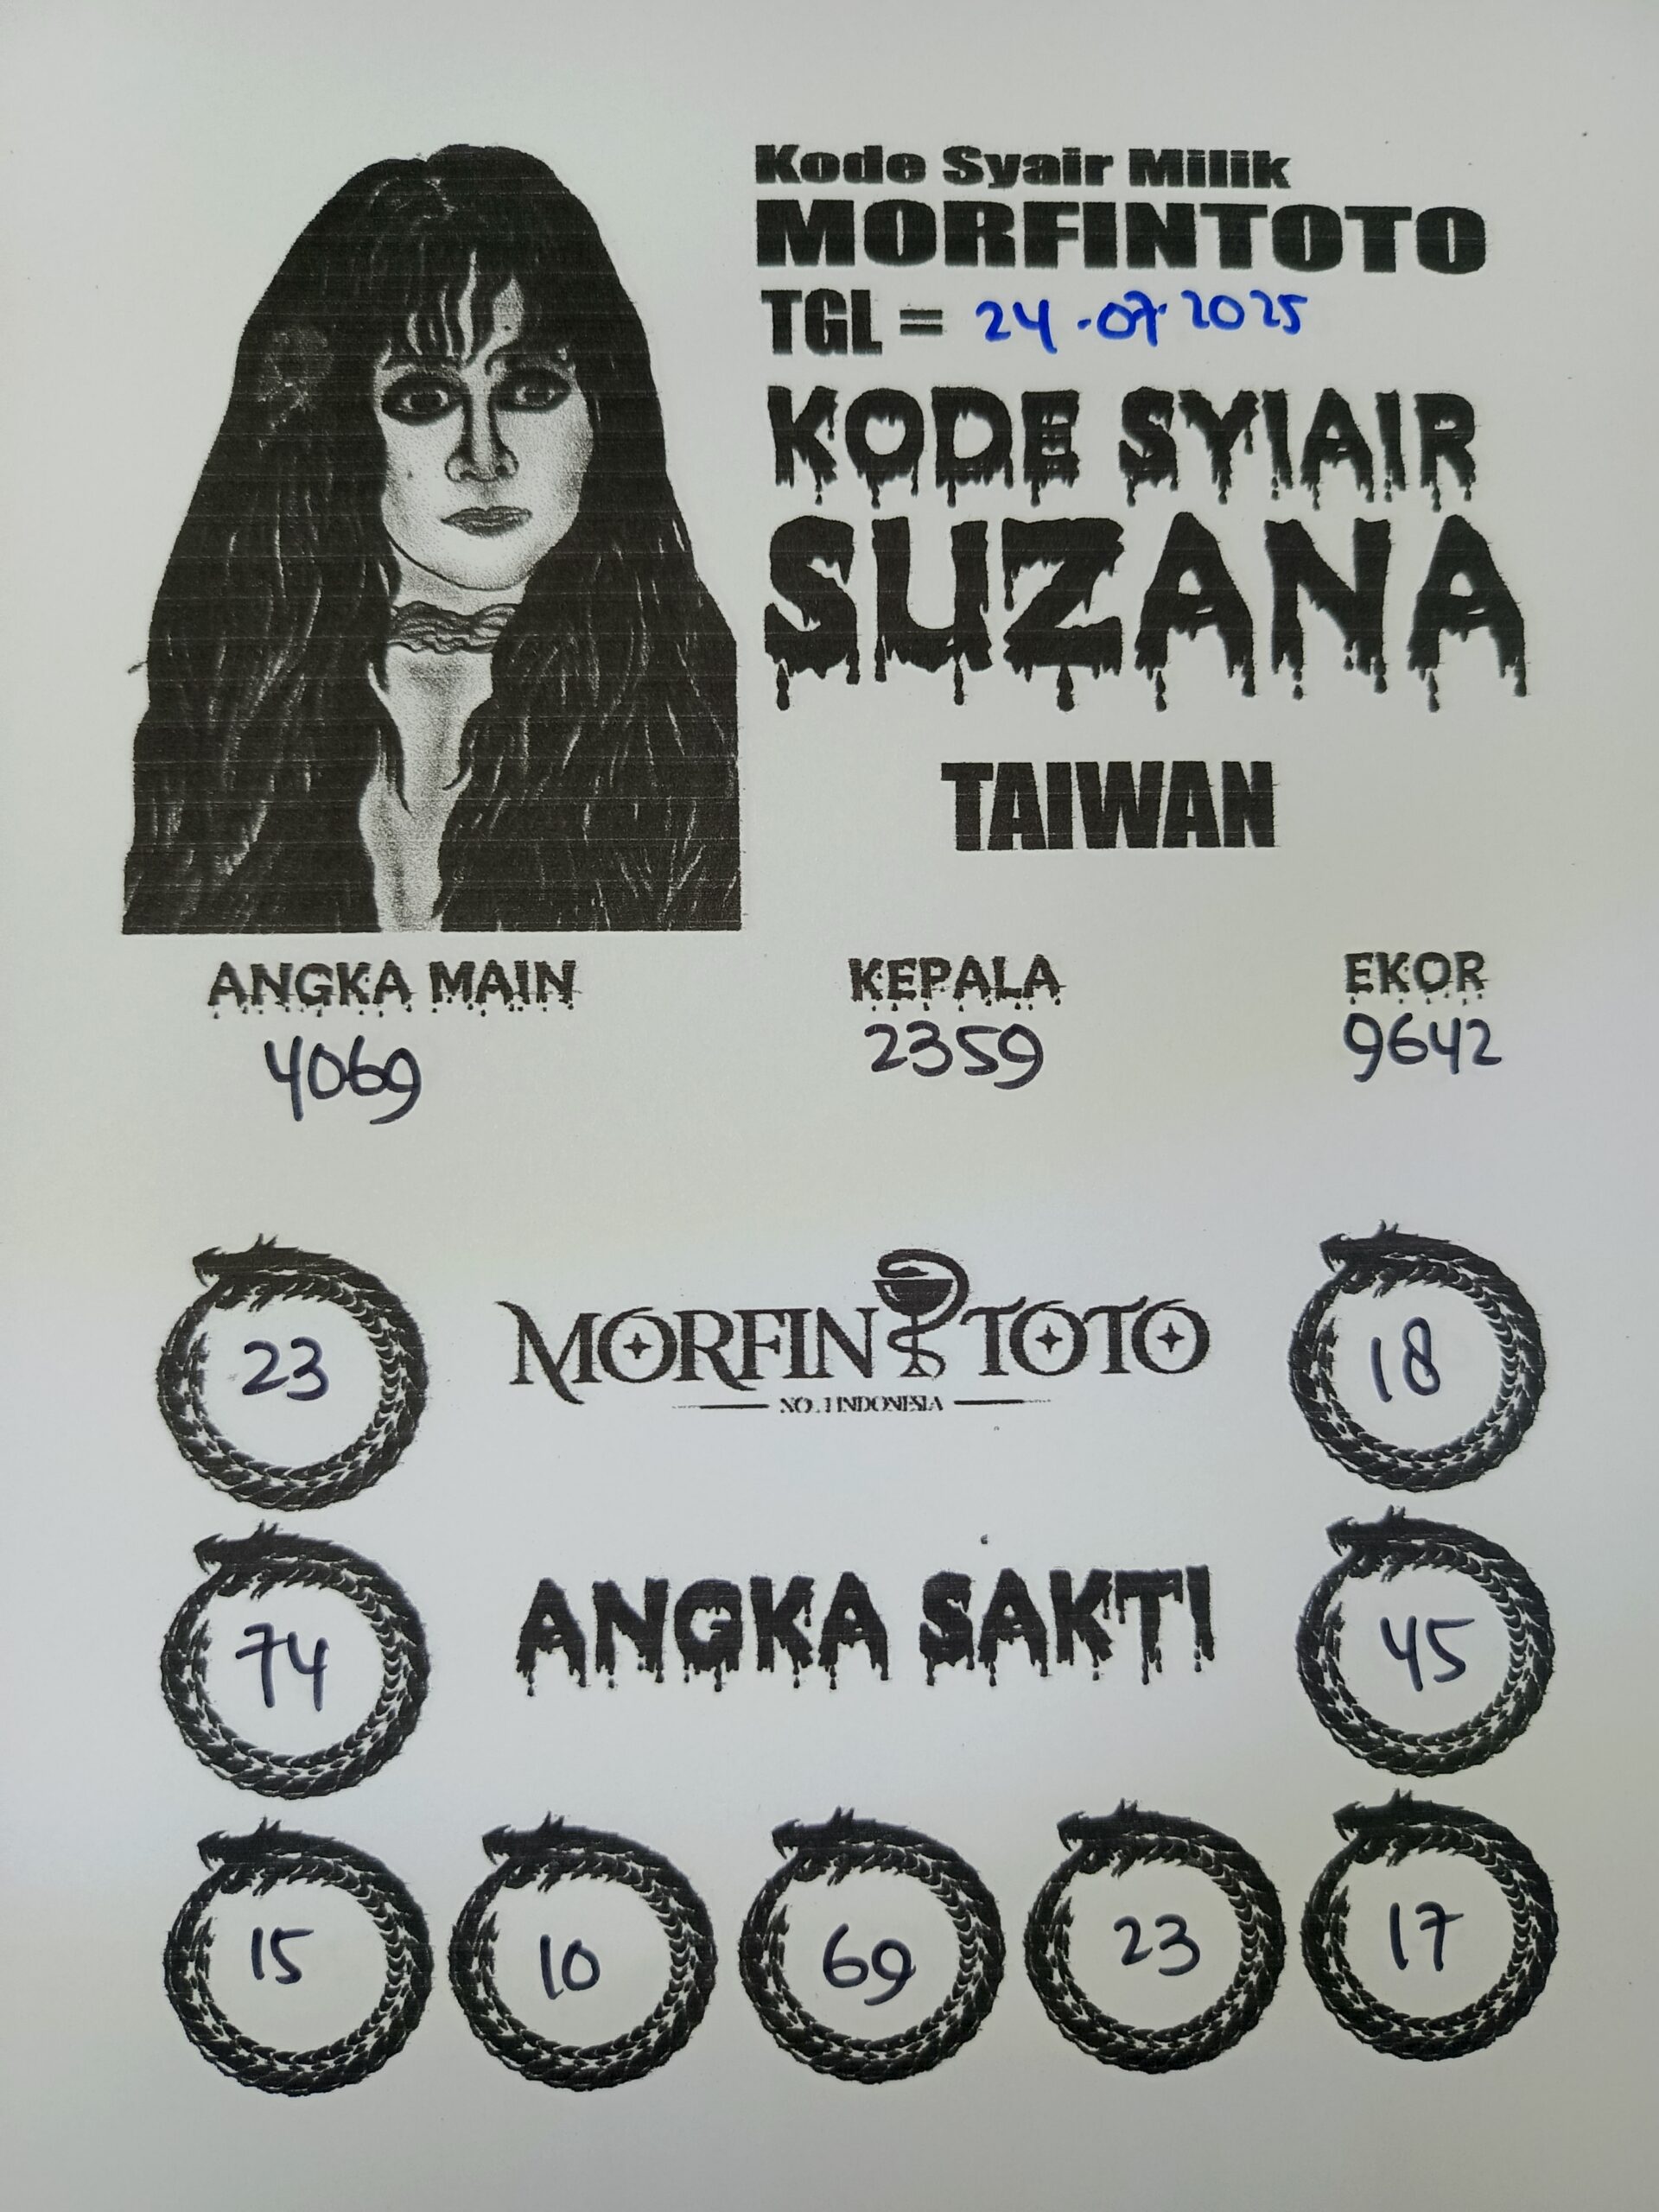 Kode Syair Milik
MORFINTOTO
TGL = 24-07-2025
KODE SYIAIR
SUZANA
TAIWAN
ANGKA MAIN KEPALA EKOR
4069 2359 9642
23 MORFIN TOTO 18
NO.1 INDONESIA
74 ANGKA SAKTI 45
15 10 69 23 17